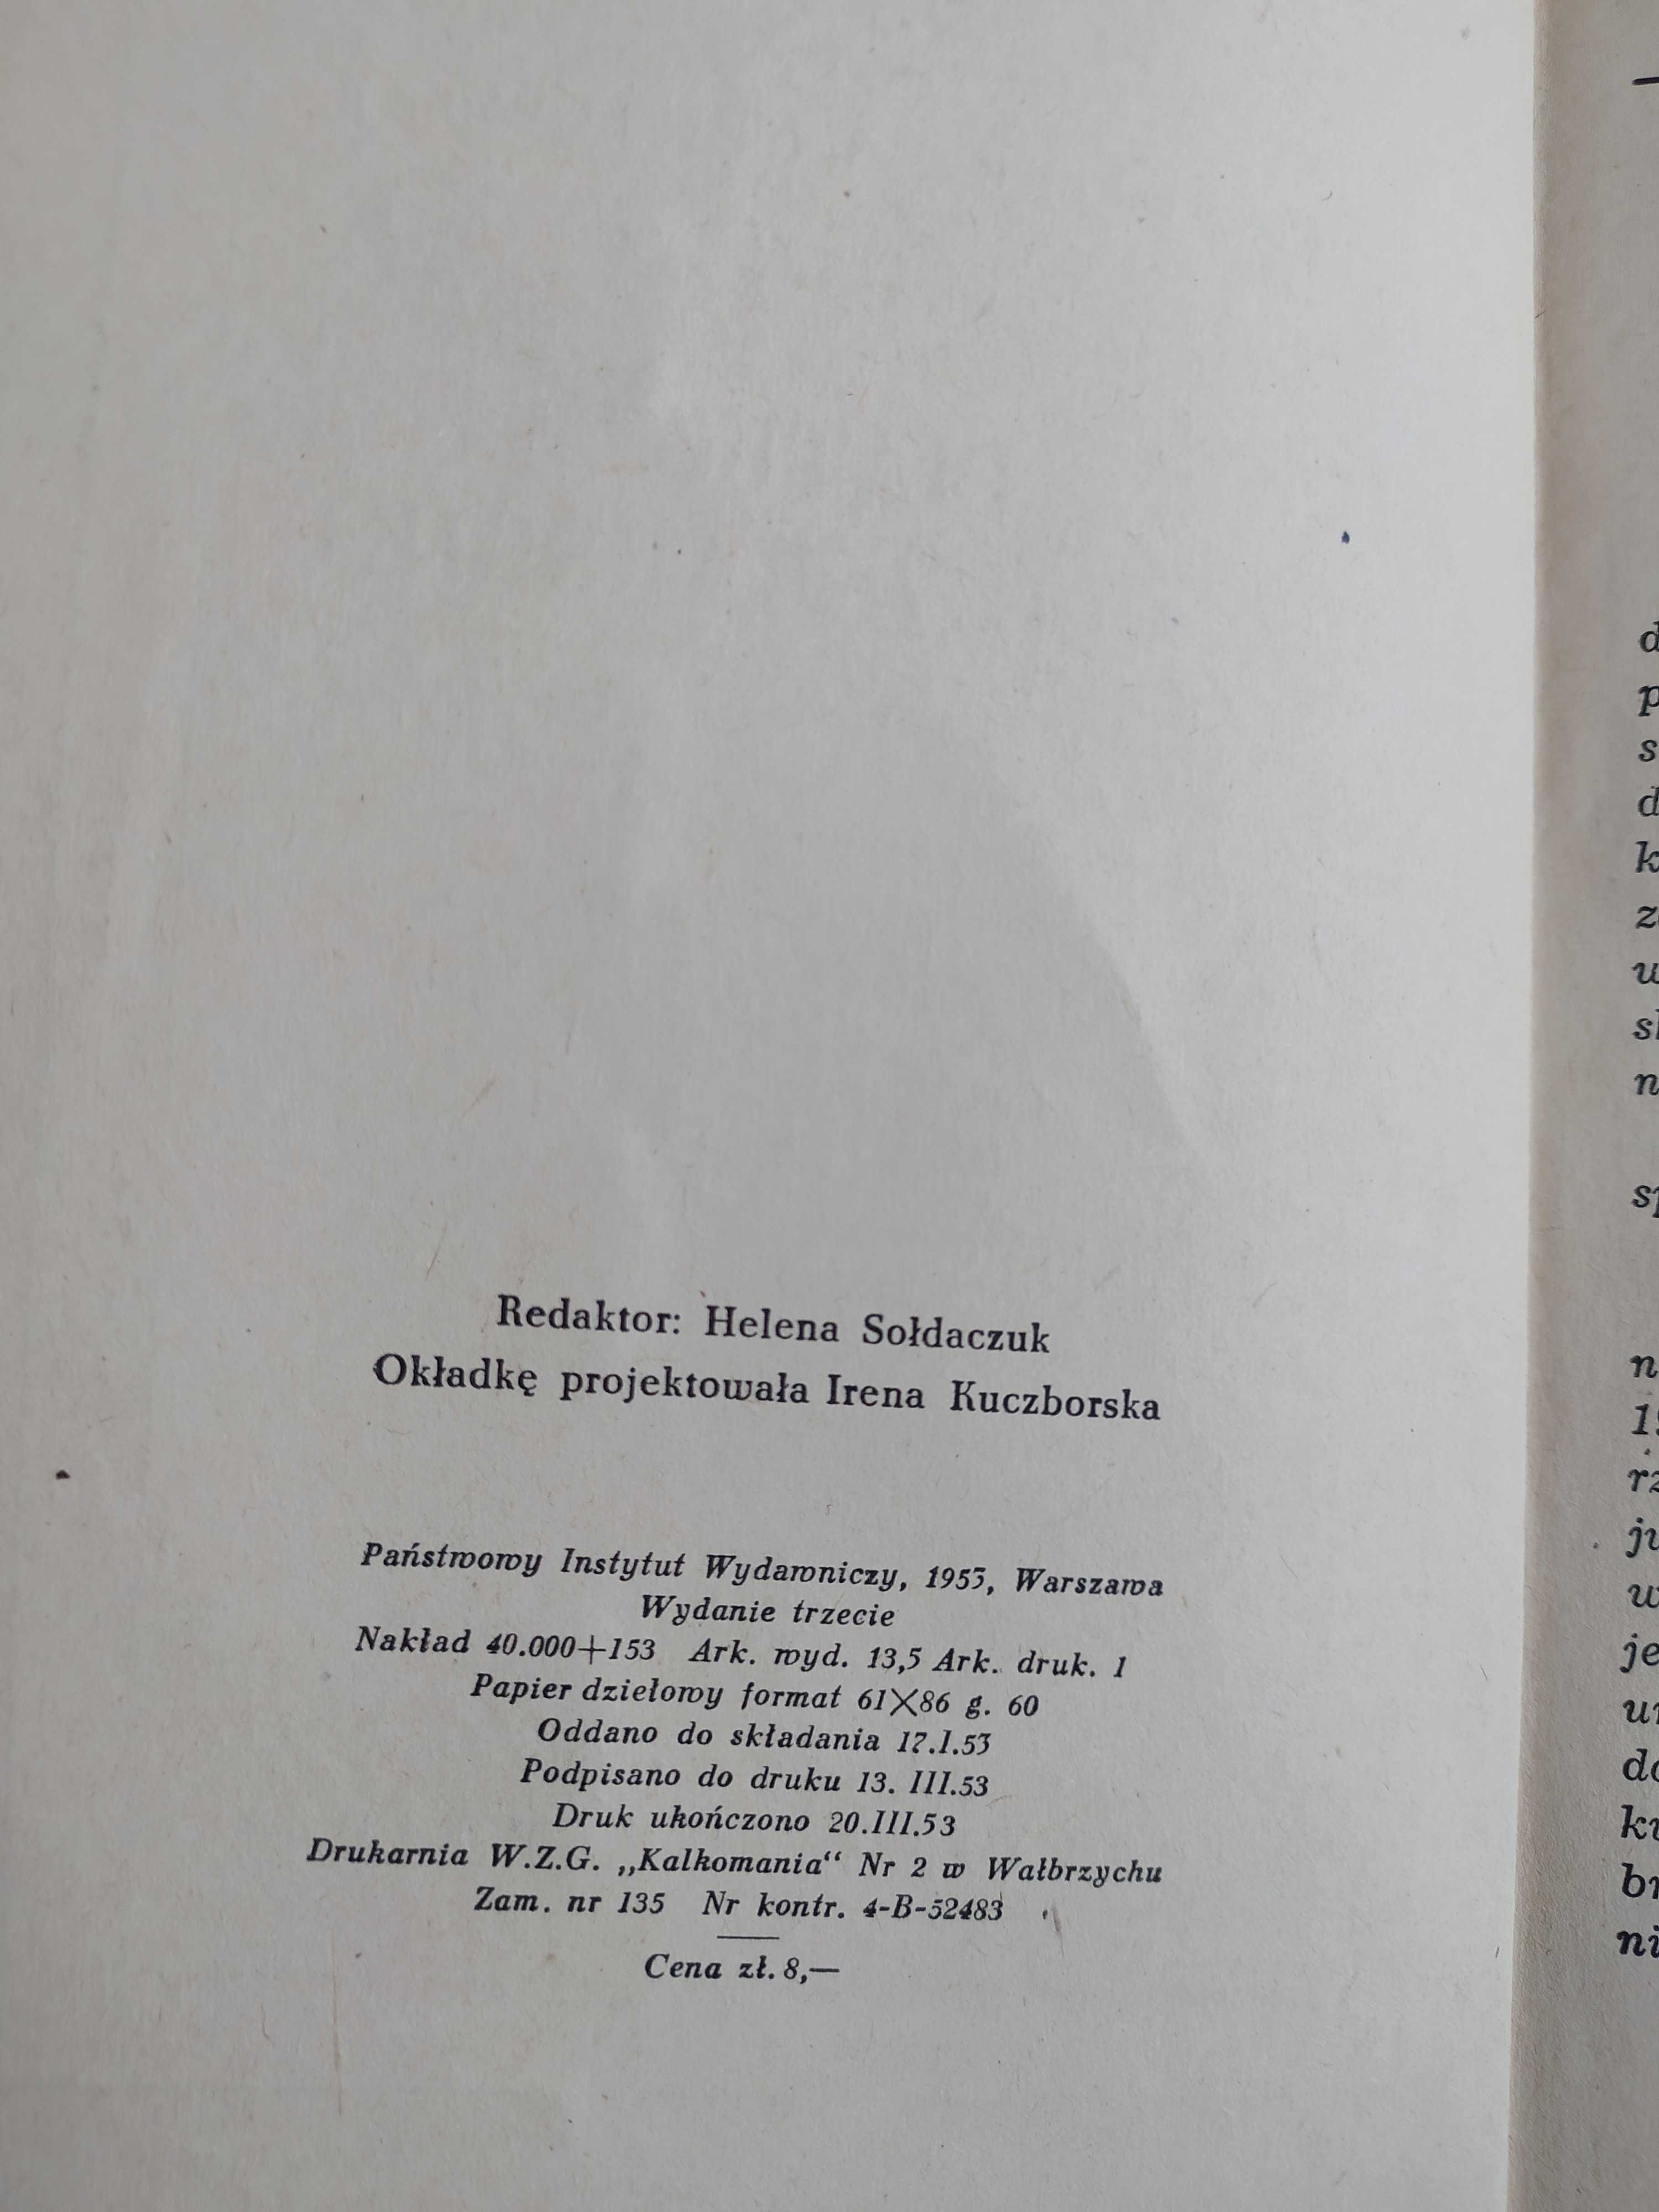 Redaktor: Helena Sołdaczuk
Okładkę projektowała Irena Kuczborska
Państwowy Instytut Wydawniczy, 1953, Warszawa
Wydanie trzecie
Nakład 40.000+153 Ark. wyd. 13,5 Ark. druk. 1
Papier dziełowy format 61×86 g. 60
Oddano do składania 17.I.53
Podpisano do druku 13. III.53
Druk ukończono 20.III.53
Drukarnia W.Z.G. „Kalkomania“ Nr 2 w Wałbrzychu
Zam. nr 135 Nr kontr. 4-B-52483
Cena zł. 8,—